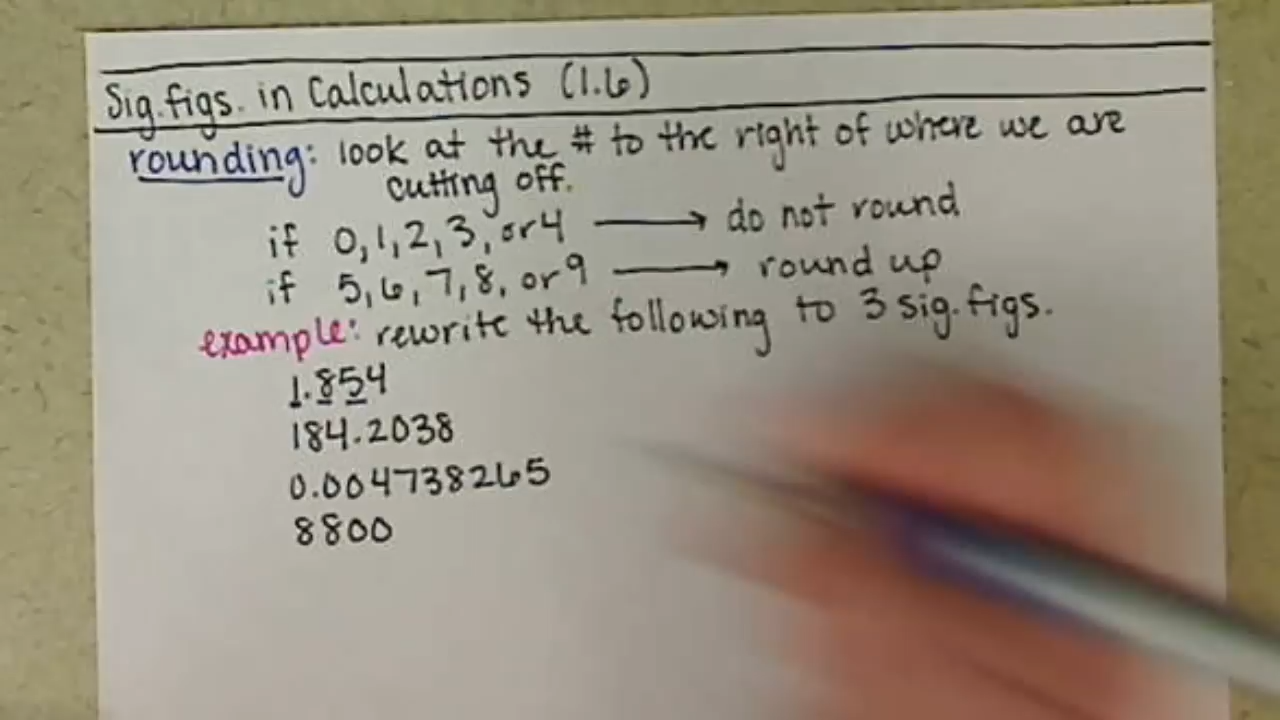 Sig.figs. in Calculations (1.6)
rounding: look at the # to the right of where we are
cutting off.
if 0,1,2,3, or 4 → do not round
if 5,6,7,8, or 9 → round up
example: rewrite the following to 3 sig.figs.
1.854
184.2038
0.004738265
8800